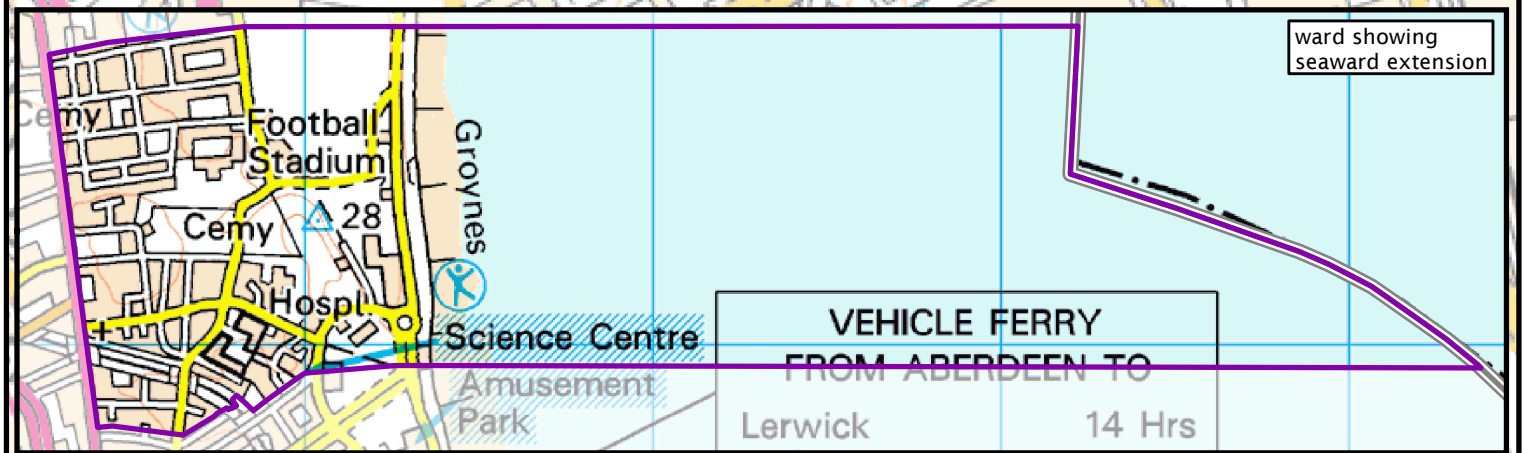 ward showing
seaward extension
Cemy
Football
Stadium
Groynes
Cemy
28
Hospl
Science Centre
VEHICLE FERRY
FROM ABERDEEN TO
Amusement
Park
Lerwick 14 Hrs